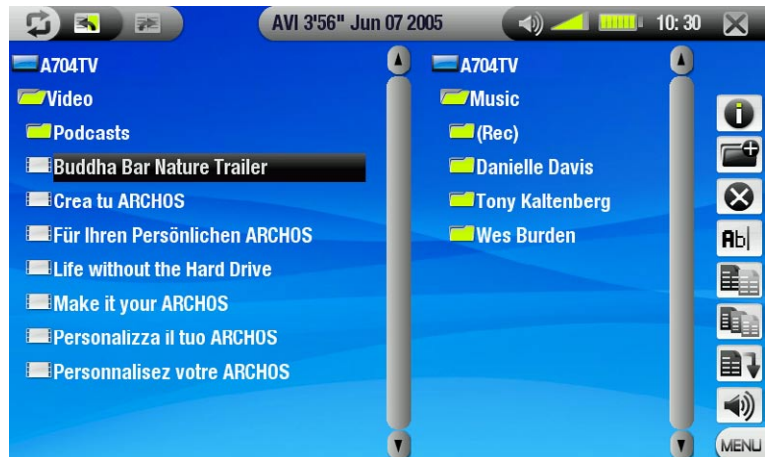 AVI 3'56" Jun 07 2005
10:30
A704TV
Video
Podcasts
Buddha Bar Nature Trailer
Crea tu ARCHOS
Für Ihren Persönlichen ARCHOS
Life without the Hard Drive
Make it your ARCHOS
Personalizza il tuo ARCHOS
Personnalisez votre ARCHOS
A704TV
Music
(Rec)
Danielle Davis
Tony Kaltenberg
Wes Burden
Ab|
MENU